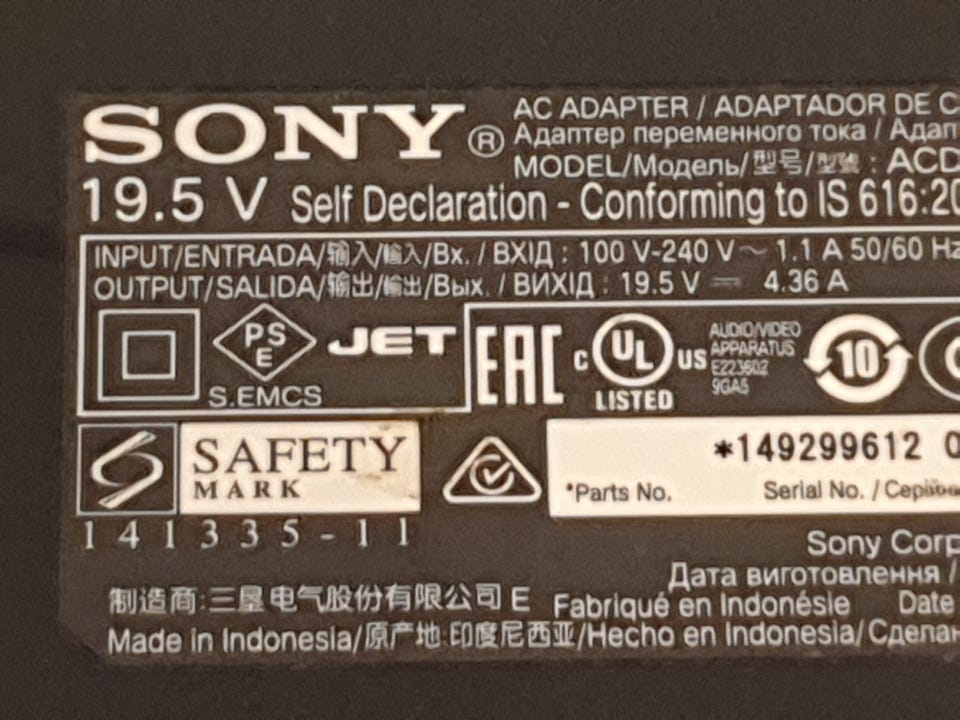 SONY®
AC ADAPTER / ADAPTADOR DE C
Адаптер переменного тока / Адап
MODEL/Модель/型号/型號 : ACD
19.5 V Self Declaration - Conforming to IS 616:20
INPUT/ENTRADA/输入/輸入/Вх. / ВХІД : 100 V-240 V ~ 1.1 A 50/60 Hz
OUTPUT/SALIDA/输出/輸出/Вых. / ВИХІД : 19.5 V ⎓ 4.36 A
PS
E
JET
S.EMCS
EAC
c UL US
LISTED
AUDIO/VIDEO
APPARATUS
E223602
9GA5
10
SAFETY
MARK
141335-11
*149299612
*Parts No. Serial No. /
Sony Corp
Дата виготовлення /
制造商:三垦电气股份有限公司 E Fabriqué en Indonésie Date
Made in Indonesia/原产地:印度尼西亚/Hecho en Indonesia/Сделан